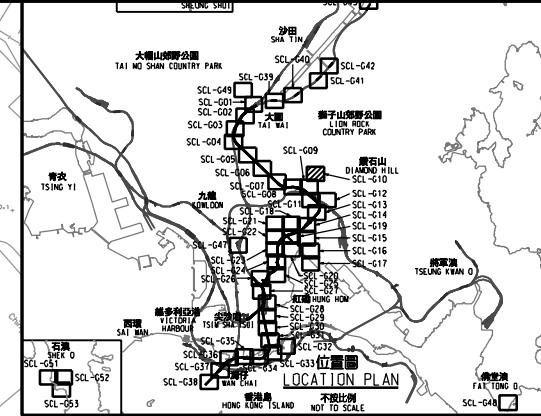 SHEUNG SHUI
沙田
SHA TIN
大帽山郊野公園
TAI MO SHAN COUNTRY PARK
SCL-G40
SCL-G42
SCL-G39
SCL-G41
SCL-G49
SCL-G01
SCL-G02
大圍
TAI WAI
獅子山郊野公園
LION ROCK
COUNTRY PARK
SCL-G03
SCL-G04
SCL-G05
SCL-G06
SCL-G07
SCL-G08
SCL-G09
鑽石山
DIAMOND HILL
SCL-G10
青衣
TSING YI
九龍
KOWLOON
SCL-G11
SCL-G12
SCL-G13
SCL-G14
SCL-G18
SCL-G19
SCL-G21
SCL-G22
SCL-G15
SCL-G16
SCL-G17
SCL-G47
SCL-G23
SCL-G24
SCL-G26
SCL-G20
SCL-G27
將軍澳
TSEUNG KWAN O
紅磡 HUNG HOM
維多利亞港
VICTORIA
HARBOUR
尖沙咀
TSIM SHA TSUI
西環
SAI WAN
SCL-G28
SCL-G29
SCL-G30
SCL-G32
SCL-G33
SCL-G34
SCL-G35
SCL-G36
SCL-G37
SCL-G38
灣仔
WAN CHAI
香港島
HONG KONG ISLAND
位置圖
LOCATION PLAN
不按比例
NOT TO SCALE
石澳
SHEK O
SCL-G51
SCL-G52
SCL-G53
佛堂澳
FAT TONG O
SCL-G48